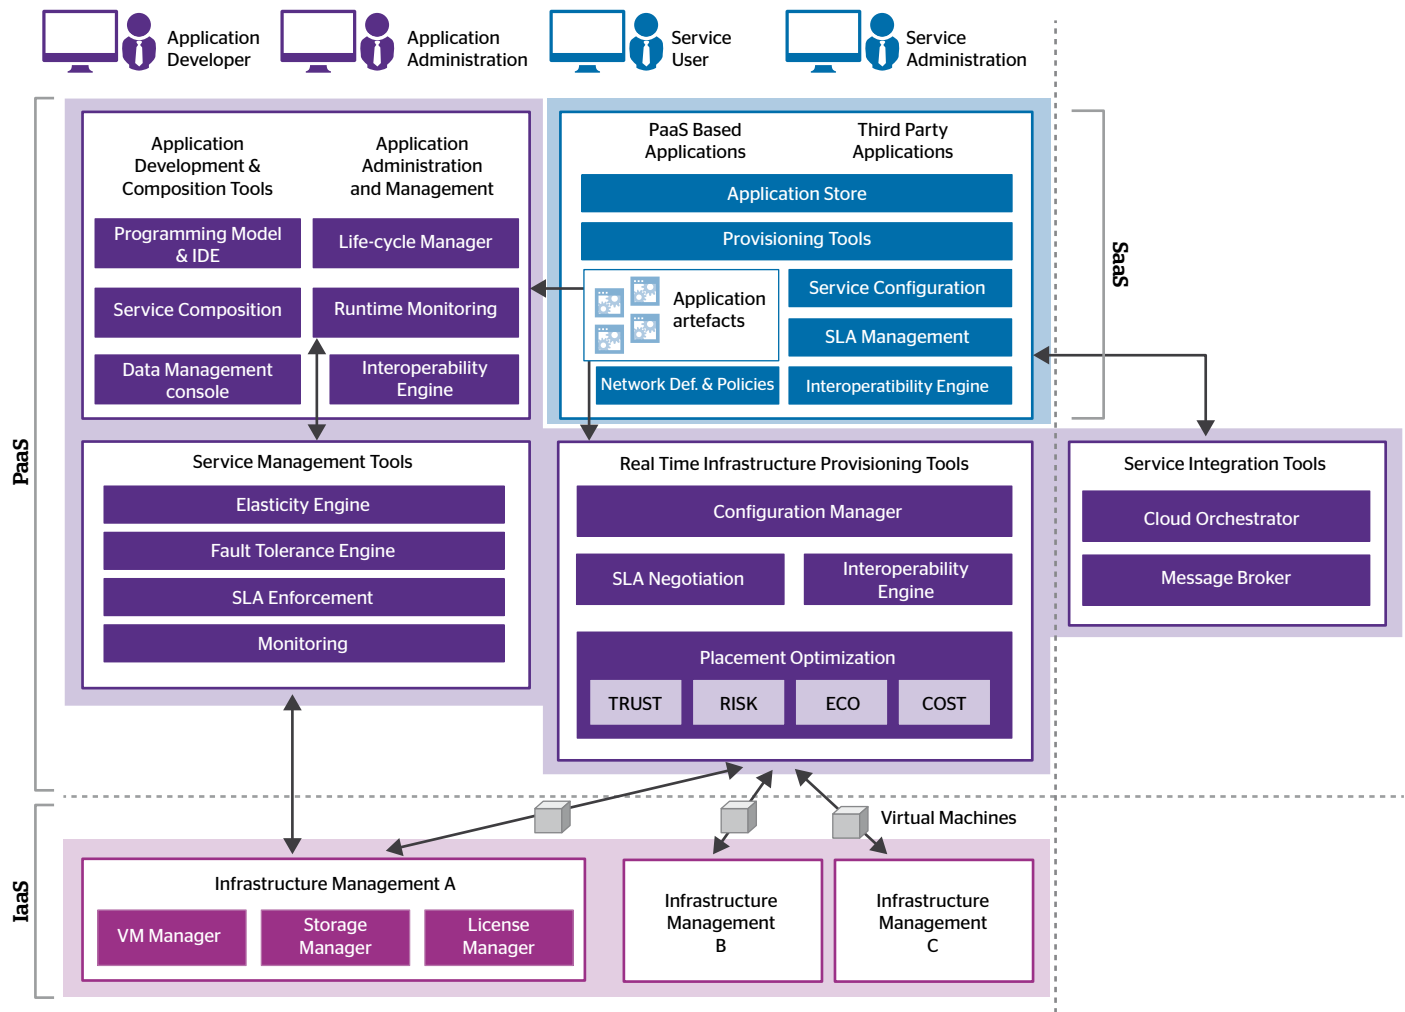 Application
Developer
Application
Administration
Service
User
Service
Administration
PaaS
SaaS
IaaS
Application
Development &
Composition Tools
Application
Administration
and Management
Programming Model
& IDE
Life-cycle Manager
Service Composition
Runtime Monitoring
Data Management
console
Interoperability
Engine
PaaS Based
Applications
Third Party
Applications
Application Store
Provisioning Tools
Application
artefacts
Service Configuration
SLA Management
Network Def. & Policies
Interoperatibility Engine
Service Management Tools
Elasticity Engine
Fault Tolerance Engine
SLA Enforcement
Monitoring
Real Time Infrastructure Provisioning Tools
Configuration Manager
SLA Negotiation
Interoperability
Engine
Placement Optimization
TRUST
RISK
ECO
COST
Service Integration Tools
Cloud Orchestrator
Message Broker
Virtual Machines
Infrastructure Management A
VM Manager
Storage
Manager
License
Manager
Infrastructure
Management
B
Infrastructure
Management
C